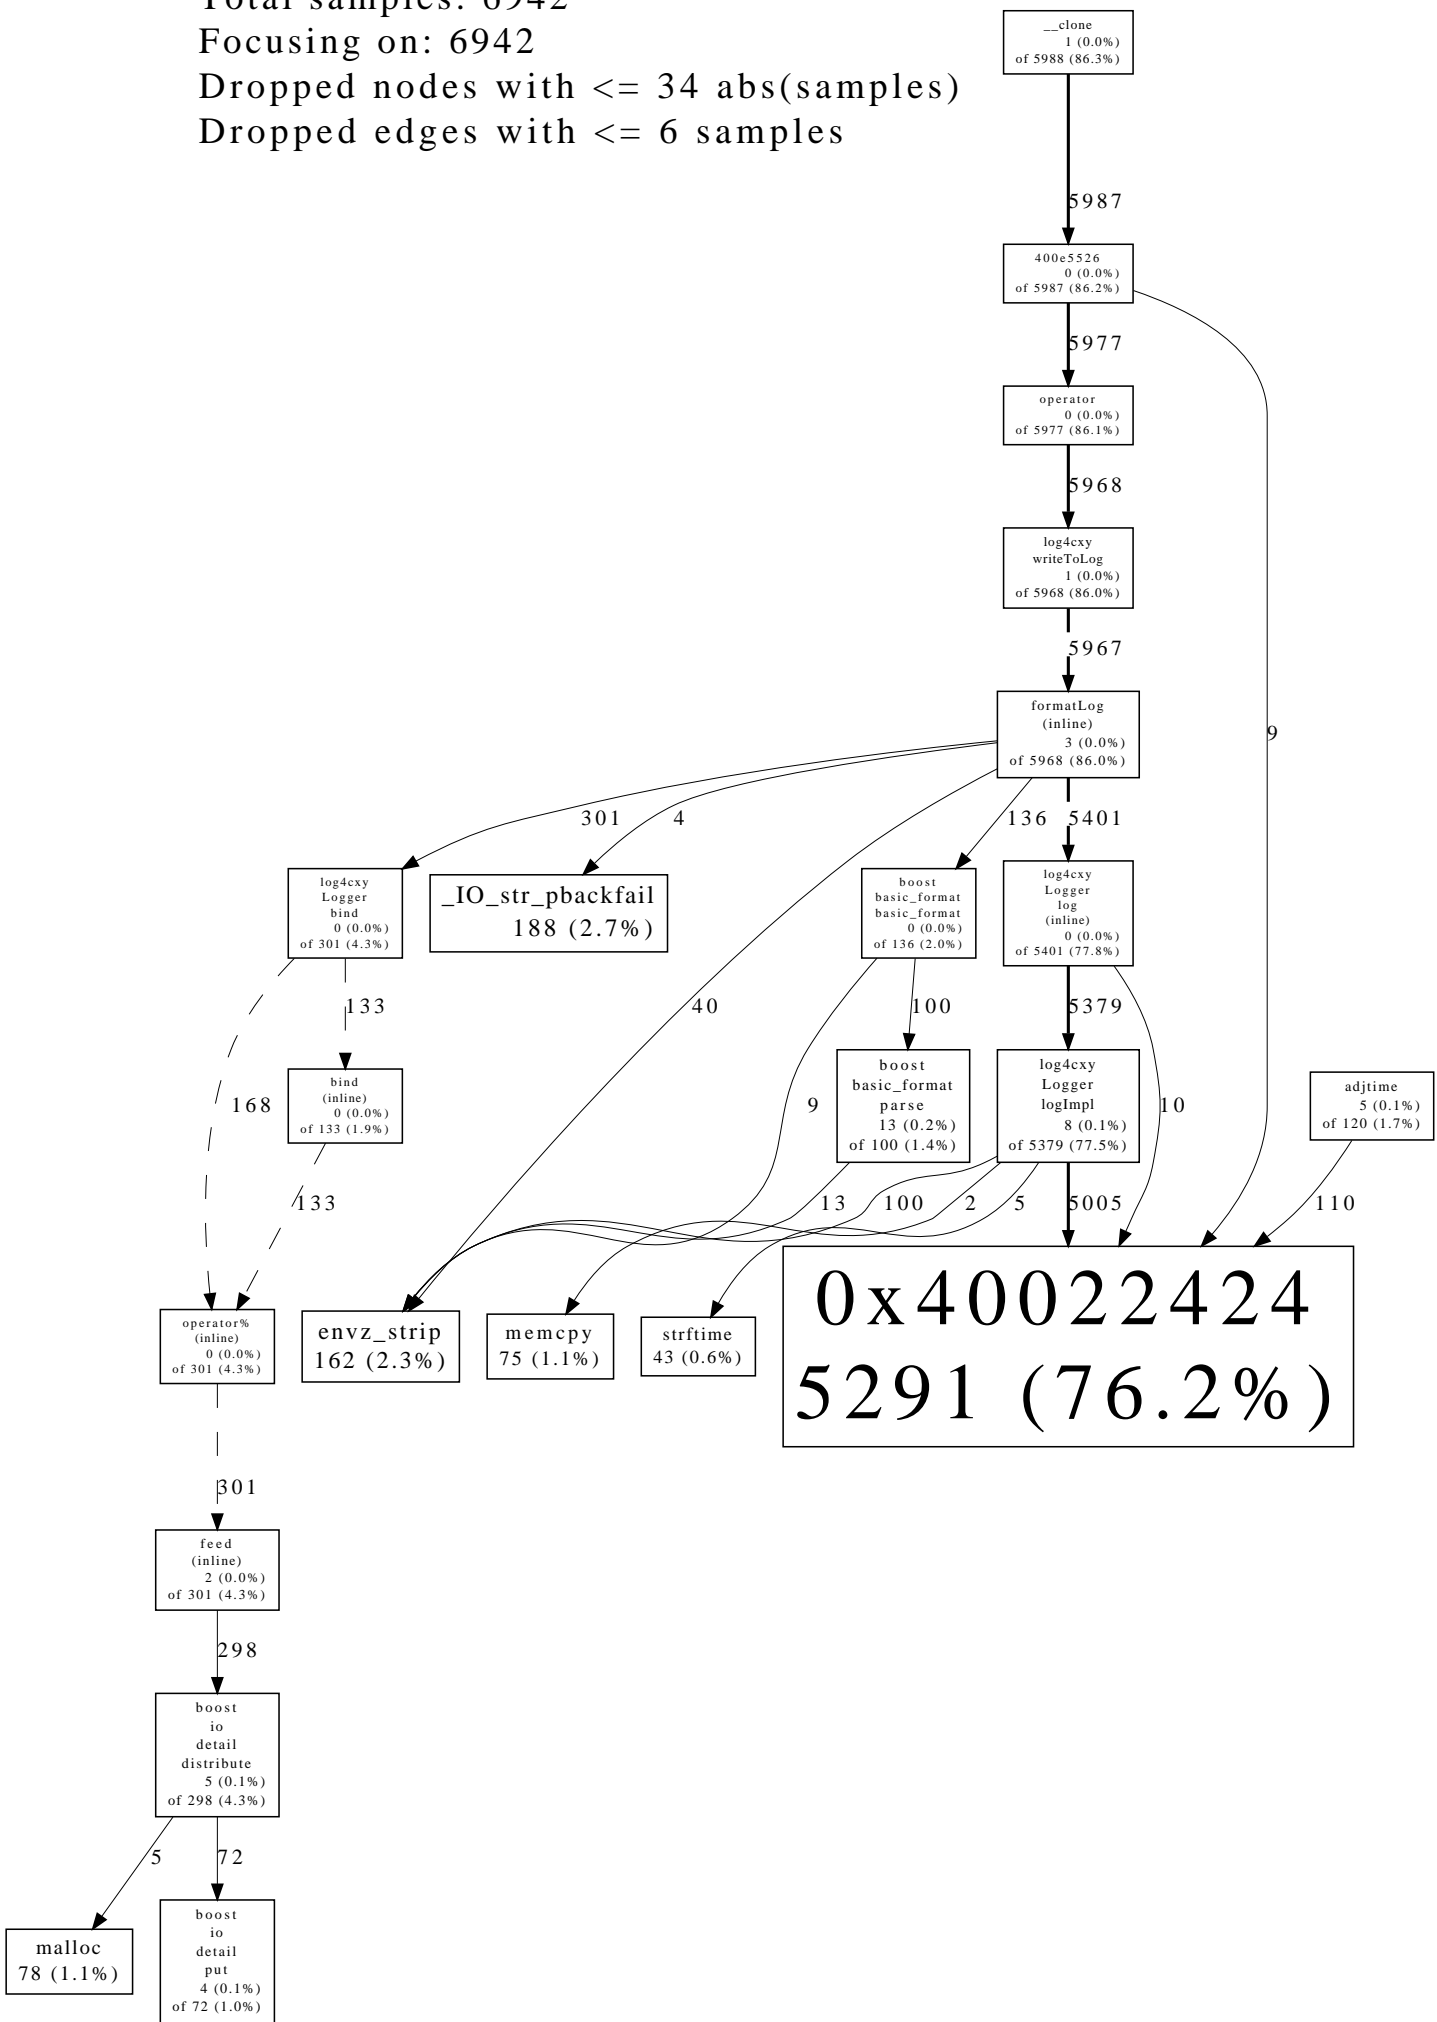 Total samples: 6942
Focusing on: 6942
Dropped nodes with <= 34 abs(samples)
Dropped edges with <= 6 samples
__clone
1 (0.0%)
of 5988 (86.3%)
5987
400e5526
0 (0.0%)
of 5987 (86.2%)
5977
operator
0 (0.0%)
of 5977 (86.1%)
5968
log4cxy
writeToLog
1 (0.0%)
of 5968 (86.0%)
5967
formatLog
(inline)
3 (0.0%)
of 5968 (86.0%)
9
301
4
136
5401
log4cxy
Logger
bind
0 (0.0%)
of 301 (4.3%)
_IO_str_pbackfail
188 (2.7%)
boost
basic_format
basic_format
0 (0.0%)
of 136 (2.0%)
log4cxy
Logger
log
(inline)
0 (0.0%)
of 5401 (77.8%)
133
40
100
5379
168
bind
(inline)
0 (0.0%)
of 133 (1.9%)
9
boost
basic_format
parse
13 (0.2%)
of 100 (1.4%)
log4cxy
Logger
logImpl
8 (0.1%)
of 5379 (77.5%)
10
adjtime
5 (0.1%)
of 120 (1.7%)
133
13
100
2
5
5005
110
operator%
(inline)
0 (0.0%)
of 301 (4.3%)
envz_strip
162 (2.3%)
memcpy
75 (1.1%)
strftime
43 (0.6%)
0x40022424
5291 (76.2%)
301
feed
(inline)
2 (0.0%)
of 301 (4.3%)
298
boost
io
detail
distribute
5 (0.1%)
of 298 (4.3%)
5
72
malloc
78 (1.1%)
boost
io
detail
put
4 (0.1%)
of 72 (1.0%)